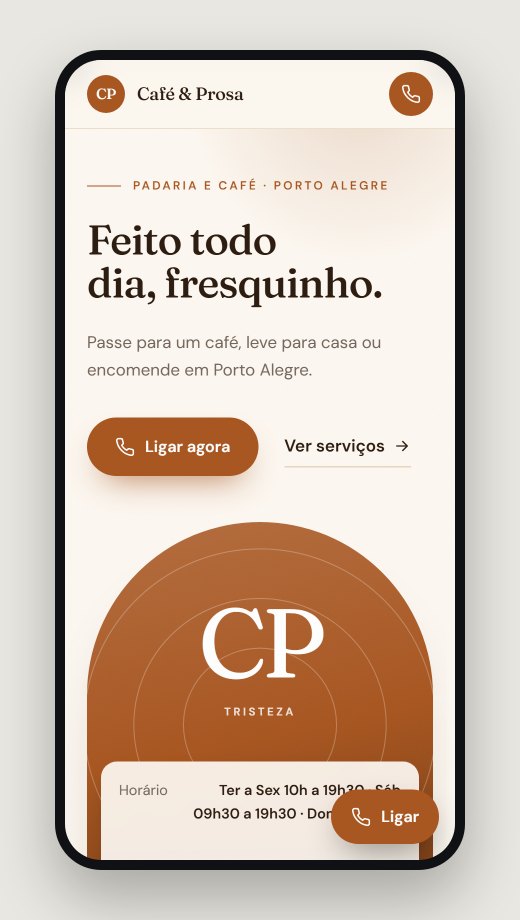 CP Café & Prosa
PADARIA E CAFÉ · PORTO ALEGRE
Feito todo
dia, fresquinho.
Passe para um café, leve para casa ou
encomende em Porto Alegre.
Ligar agora
Ver serviços →
CP
TRISTEZA
Horário
Ter a Sex 10h a 19h30 · Sáb
09h30 a 19h30 · Dom
Ligar